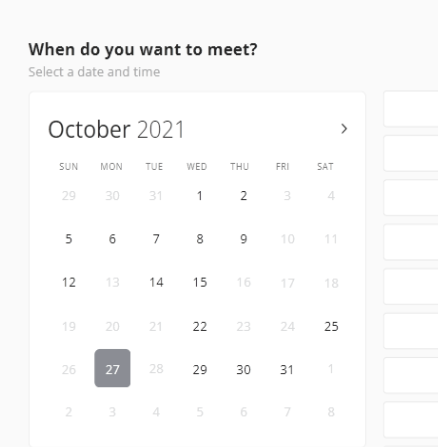 When do you want to meet?
Select a date and time
October 2021
SUN MON TUE WED THU FRI SAT
29 30 31 1 2 3 4
5 6 7 8 9 10 11
12 13 14 15 16 17 18
19 20 21 22 23 24 25
26 27 28 29 30 31 1
2 3 4 5 6 7 8